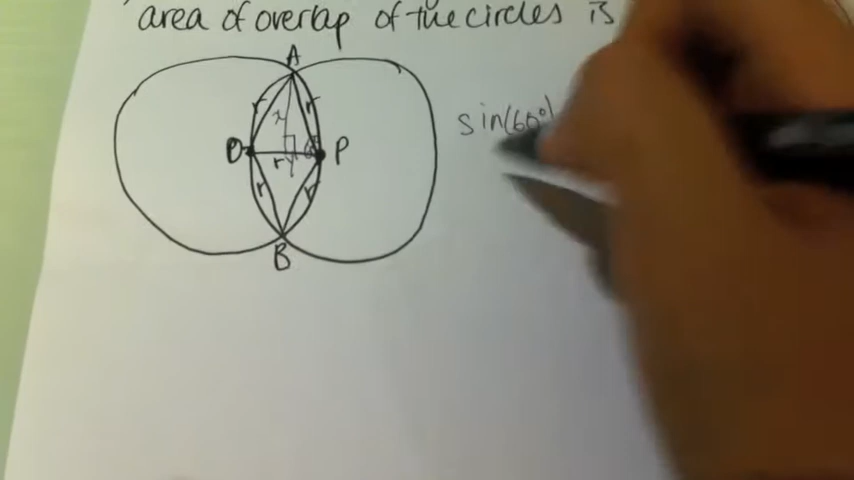 area of overlap of the circles is
A
r r
x
O r P
r r
B
sin(60°)